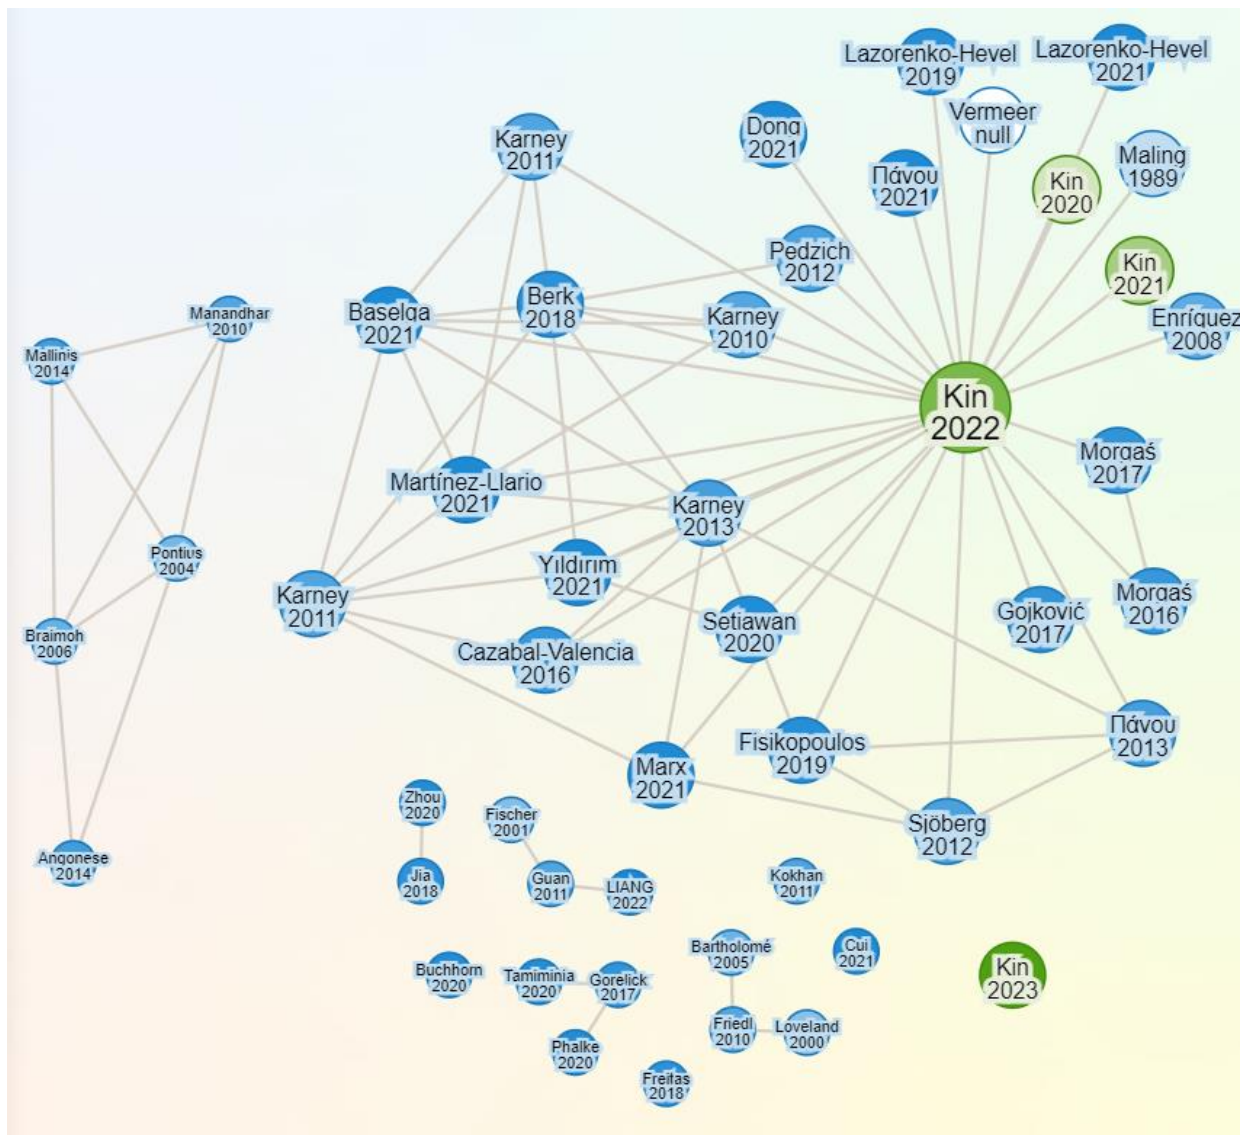 Lazorenko-Hevel
2019
Lazorenko-Hevel
2021
Vermeer
null
Karney
2011
Dong
2021
Πάνου
2021
Kin
2020
Maling
1989
Pedzich
2012
Kin
2021
Manandhar
2010
Baselga
2021
Berk
2018
Karney
2010
Enríquez
2008
Mallinis
2014
Kin
2022
Morgaś
2017
Martínez-Llario
2021
Karney
2013
Pontius
2004
Yıldırım
2021
Karney
2011
Setiawan
2020
Gojković
2017
Morgaś
2016
Braimoh
2006
Cazabal-Valencia
2016
Fisikopoulos
2019
Πάνου
2013
Marx
2021
Sjöberg
2012
Zhou
2020
Fischer
2001
Angonese
2014
Jia
2018
Guan
2011
LIANG
2022
Kokhan
2011
Bartholomé
2005
Cui
2021
Buchhorn
2020
Tamiminia
2020
Gorelick
2017
Kin
2023
Friedl
2010
Loveland
2000
Phalke
2020
Freitas
2018